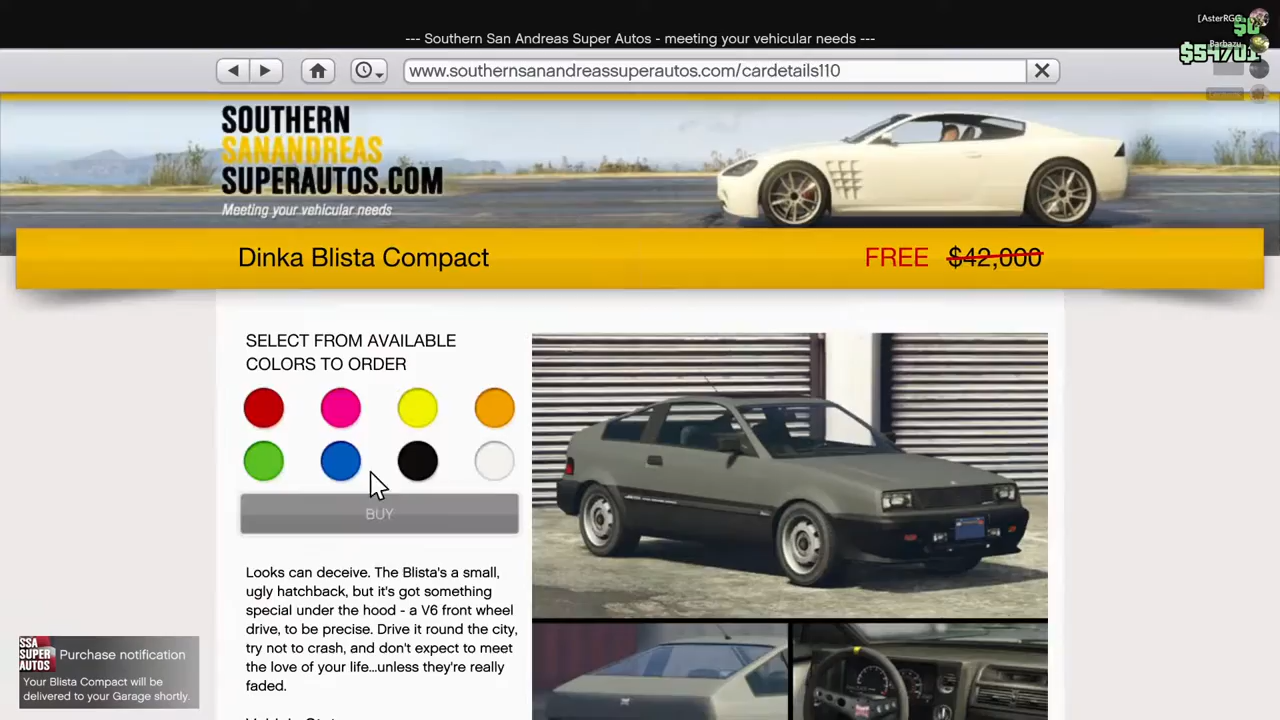 [AsterRGG
--- Southern San Andreas Super Autos - meeting your vehicular needs ---
$0
Barbazu
www.southernsanandreassuperautos.com/cardetails110
SOUTHERN
SANANDREAS
SUPERAUTOS.COM
Meeting your vehicular needs
Dinka Blista Compact
FREE $42,000
SELECT FROM AVAILABLE
COLORS TO ORDER
BUY
Looks can deceive. The Blista's a small,
ugly hatchback, but it's got something
special under the hood - a V6 front wheel
drive, to be precise. Drive it round the city,
try not to crash, and don't expect to meet
the love of your life...unless they're really
faded.
SSA
SUPER
AUTOS
Purchase notification
Your Blista Compact will be
delivered to your Garage shortly.